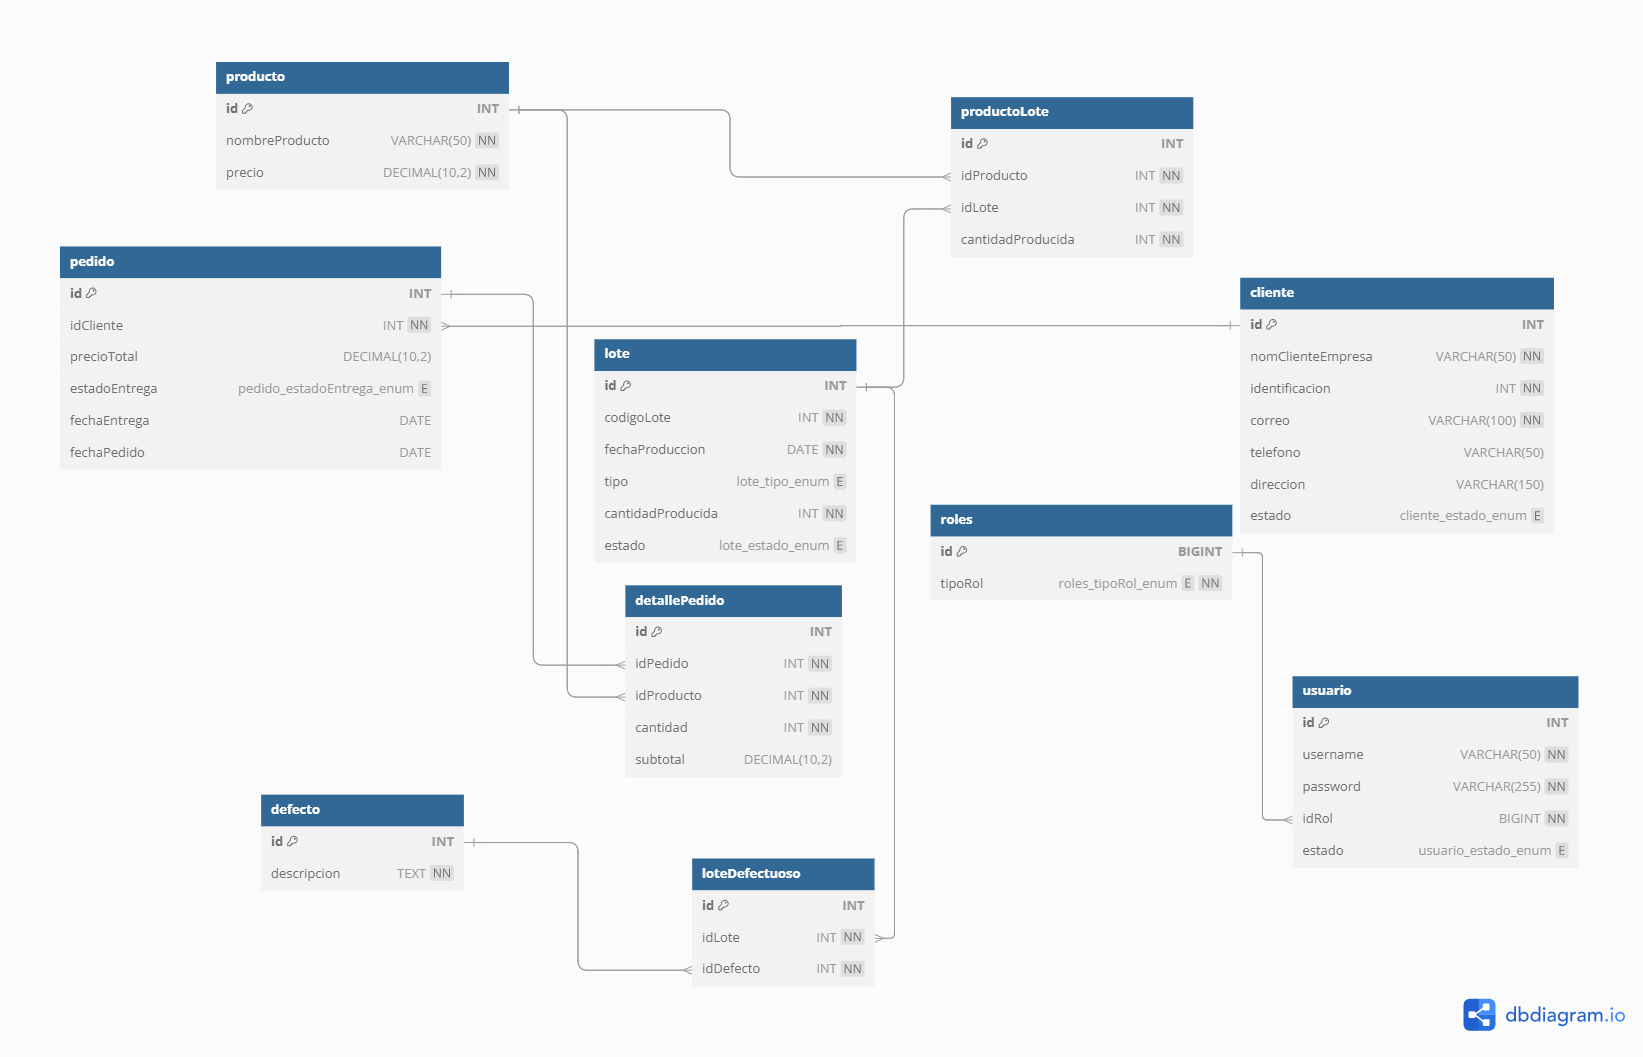 producto
id INT
nombreProducto VARCHAR(50) NN
precio DECIMAL(10,2) NN
productoLote
id INT
idProducto INT NN
idLote INT NN
cantidadProducida INT NN
pedido
id INT
idCliente INT NN
precioTotal DECIMAL(10,2)
estadoEntrega pedido_estadoEntrega_enum E
fechaEntrega DATE
fechaPedido DATE
cliente
id INT
nomClienteEmpresa VARCHAR(50) NN
identificacion INT NN
correo VARCHAR(100) NN
telefono VARCHAR(50)
direccion VARCHAR(150)
estado cliente_estado_enum E
lote
id INT
codigoLote INT NN
fechaProduccion DATE NN
tipo lote_tipo_enum E
cantidadProducida INT NN
estado lote_estado_enum E
roles
id BIGINT
tipoRol roles_tipoRol_enum E NN
detallePedido
id INT
idPedido INT NN
idProducto INT NN
cantidad INT NN
subtotal DECIMAL(10,2)
usuario
id INT
username VARCHAR(50) NN
password VARCHAR(255) NN
idRol BIGINT NN
estado usuario_estado_enum E
defecto
id INT
descripcion TEXT NN
loteDefectuoso
id INT
idLote INT NN
idDefecto INT NN
dbdiagram.io